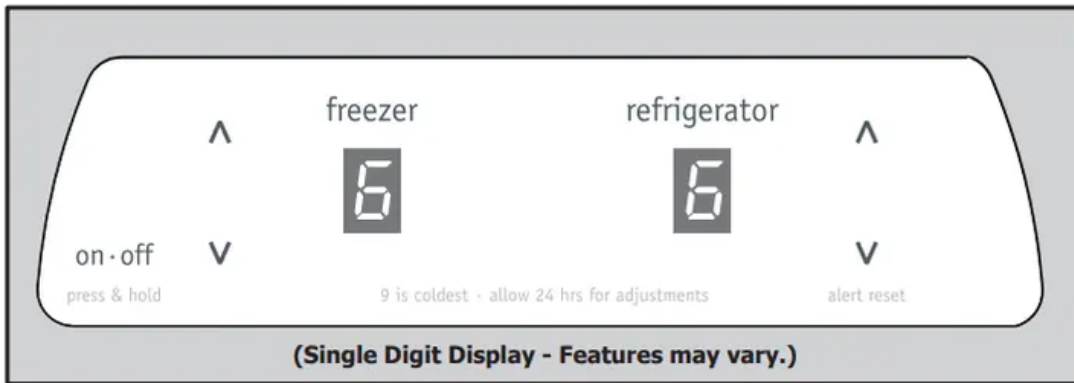 freezer refrigerator
∧ ∧
6 6
on · off ∨ ∨
press & hold 9 is coldest · allow 24 hrs for adjustments alert reset
(Single Digit Display - Features may vary.)